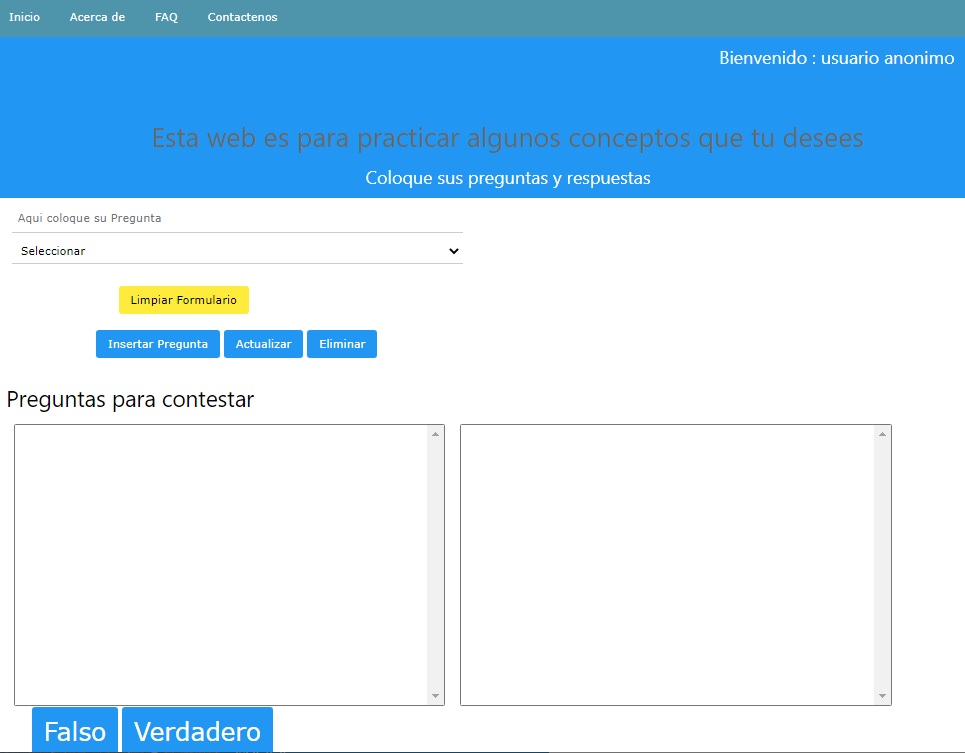 Inicio Acerca de FAQ Contactenos
Bienvenido : usuario anonimo
Esta web es para practicar algunos conceptos que tu desees
Coloque sus preguntas y respuestas
Aqui coloque su Pregunta
Seleccionar
Limpiar Formulario
Insertar Pregunta Actualizar Eliminar
Preguntas para contestar
Falso Verdadero